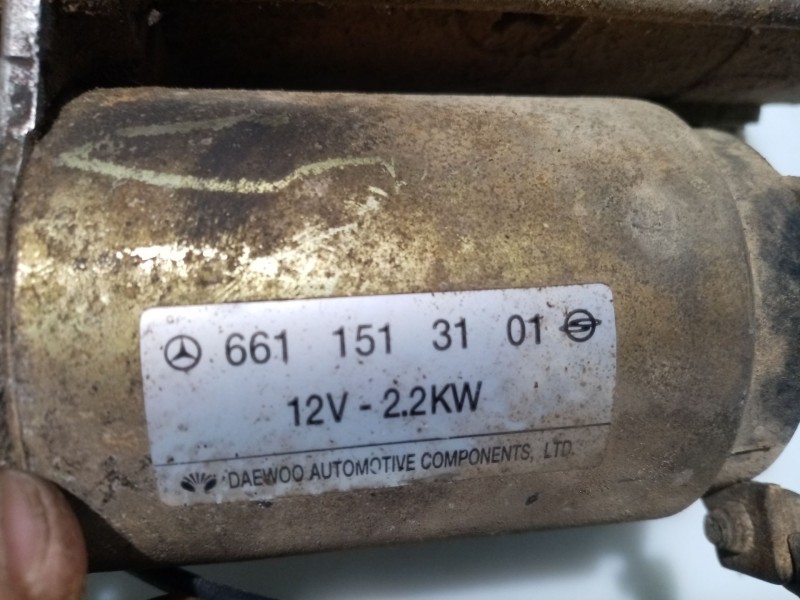 661 151 31 01
12V - 2.2KW
DAEWOO AUTOMOTIVE COMPONENTS, LTD.